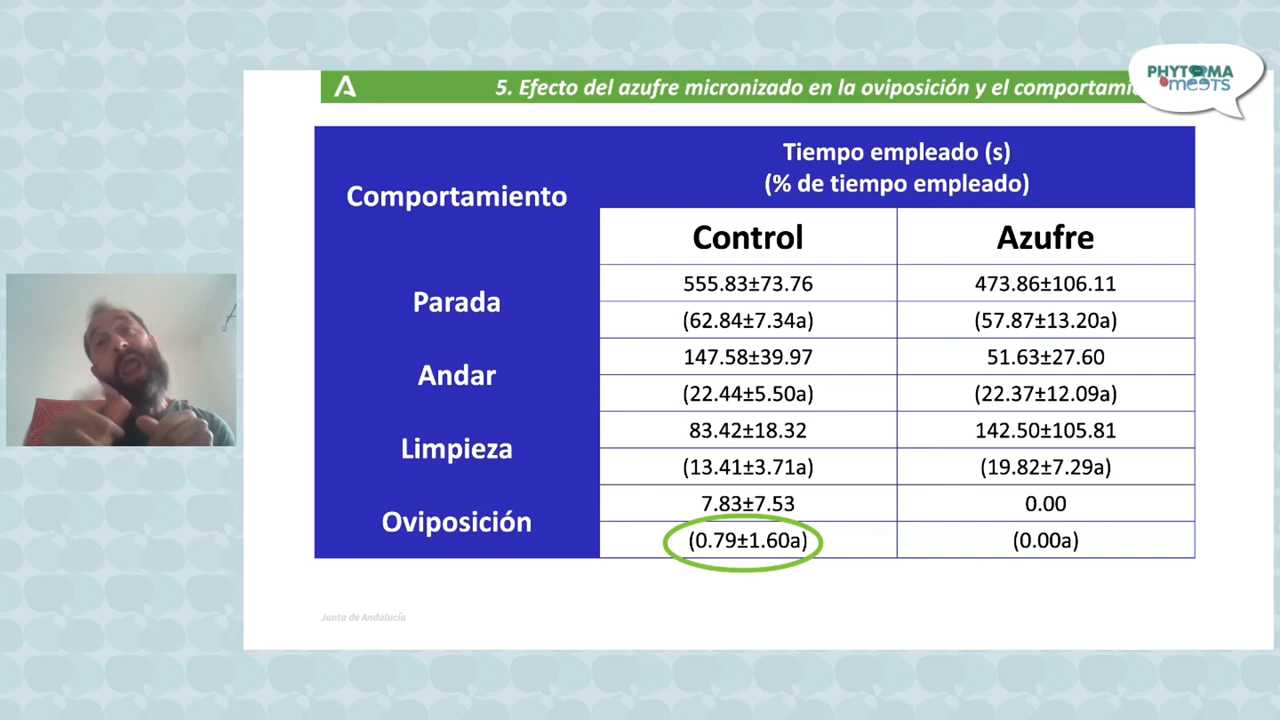 PHYTOMA
meets
5. Efecto del azufre micronizado en la oviposición y el comportami
Comportamiento
Tiempo empleado (s)
(% de tiempo empleado)
Control
Azufre
Parada
555.83±73.76
473.86±106.11
(62.84±7.34a)
(57.87±13.20a)
Andar
147.58±39.97
51.63±27.60
(22.44±5.50a)
(22.37±12.09a)
Limpieza
83.42±18.32
142.50±105.81
(13.41±3.71a)
(19.82±7.29a)
Oviposición
7.83±7.53
0.00
(0.79±1.60a)
(0.00a)
Junta de Andalucía